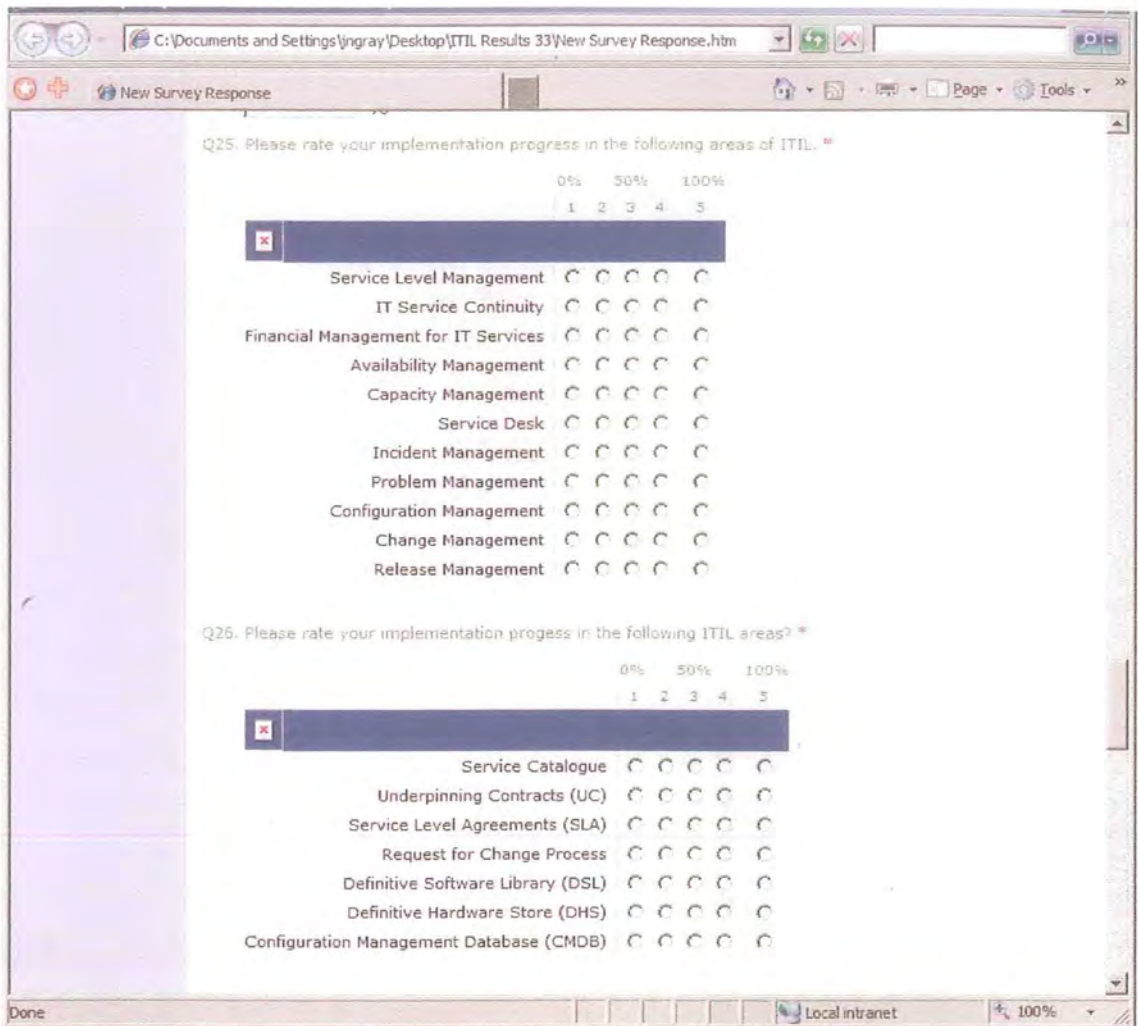 C:\Documents and Settings\jngray\Desktop\ITIL Results 33\New Survey Response.htm
New Survey Response
Page
Tools
%
Q25. Please rate your implementation progress in the following areas of ITIL. *
0% 50% 100%
1 2 3 4 5
Service Level Management
IT Service Continuity
Financial Management for IT Services
Availability Management
Capacity Management
Service Desk
Incident Management
Problem Management
Configuration Management
Change Management
Release Management
Q26. Please rate your implementation progess in the following ITIL areas? *
0% 50% 100%
1 2 3 4 5
Service Catalogue
Underpinning Contracts (UC)
Service Level Agreements (SLA)
Request for Change Process
Definitive Software Library (DSL)
Definitive Hardware Store (DHS)
Configuration Management Database (CMDB)
Done Local intranet 100%